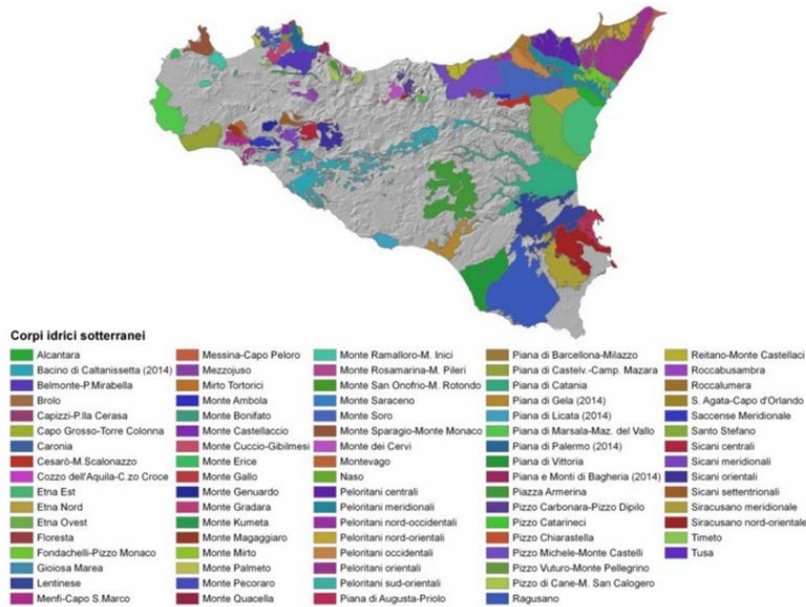 Corpi idrici sotterranei
Alcantara
Bacino di Caltanissetta (2014)
Belmonte-P.Mirabella
Brolo
Capizzi-P.lla Cerasa
Capo Grosso-Torre Colonna
Caronia
Cesarò-M.Scalonazzo
Cozzo dell'Aquila-C.zo Croce
Etna Est
Etna Nord
Etna Ovest
Floresta
Fondachelli-Pizzo Monaco
Gioiosa Marea
Lentinese
Menfi-Capo S.Marco
Messina-Capo Peloro
Mezzojuso
Mirto Tortorici
Monte Ambola
Monte Bonifato
Monte Castellaccio
Monte Cuccio-Gibilmesi
Monte Erice
Monte Gallo
Monte Genuardo
Monte Gradara
Monte Kumeta
Monte Magaggiaro
Monte Mirto
Monte Palmeto
Monte Pecoraro
Monte Quacella
Monte Ramalloro-M. Inici
Monte Rosamarina-M. Pileri
Monte San Onofrio-M. Rotondo
Monte Saraceno
Monte Soro
Monte Sparagio-Monte Monaco
Monte dei Cervi
Montevago
Naso
Peloritani centrali
Peloritani meridionali
Peloritani nord-occidentali
Peloritani nord-orientali
Peloritani occidentali
Peloritani orientali
Peloritani sud-orientali
Piana di Augusta-Priolo
Piana di Barcellona-Milazzo
Piana di Castelv.-Camp. Mazara
Piana di Catania
Piana di Gela (2014)
Piana di Licata (2014)
Piana di Marsala-Maz. del Vallo
Piana di Palermo (2014)
Piana di Vittoria
Piana e Monti di Bagheria (2014)
Piazza Armerina
Pizzo Carbonara-Pizzo Dipilo
Pizzo Catarineci
Pizzo Chiarastella
Pizzo Michele-Monte Castelli
Pizzo Vuturo-Monte Pellegrino
Pizzo di Cane-M. San Calogero
Ragusano
Reitano-Monte Castellaci
Roccabusambra
Roccalumera
S. Agata-Capo d'Orlando
Saccense Meridionale
Santo Stefano
Sicani centrali
Sicani meridionali
Sicani orientali
Sicani settentrionali
Siracusano meridionale
Siracusano nord-orientale
Timeto
Tusa